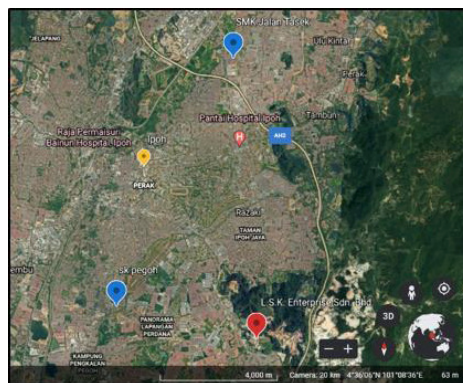 SMK Jalan Tasek
JELAPANG
Ulu Kinta
Perak
Tambun
Pantai Hospital Ipoh
Raja Permaisuri
Bainun Hospital, Ipoh
Ipoh
AH2
PERAK
Razaki
TAMAN
IPOH JAYA
embu
sk pegoh
L.S.K. Enterprise Sdn. Bhd.
PANORAMA
LAPANGAN
PERDANA
3D
KAMPUNG
PENGKALAN
4,000 m
Camera: 20 km
4°36'06"N 101°08'36"E
63 m